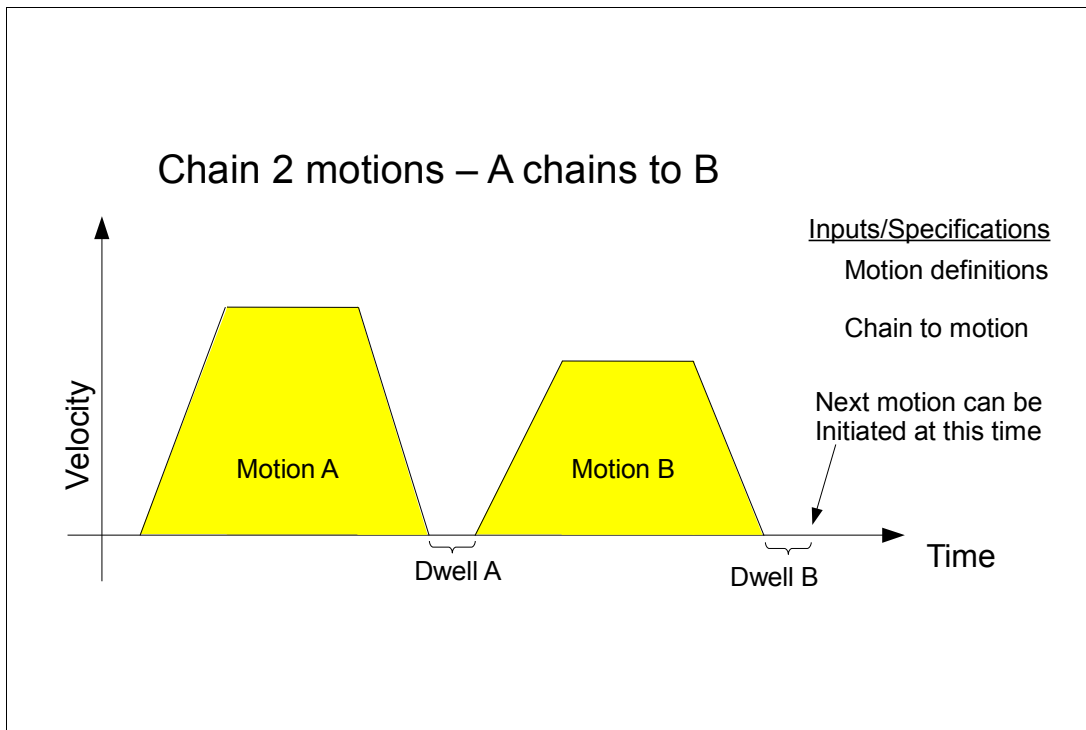 Chain 2 motions – A chains to B
Inputs/Specifications
Motion definitions
Chain to motion
Next motion can be
Initiated at this time
Velocity
Motion A
Motion B
Dwell A
Dwell B
Time